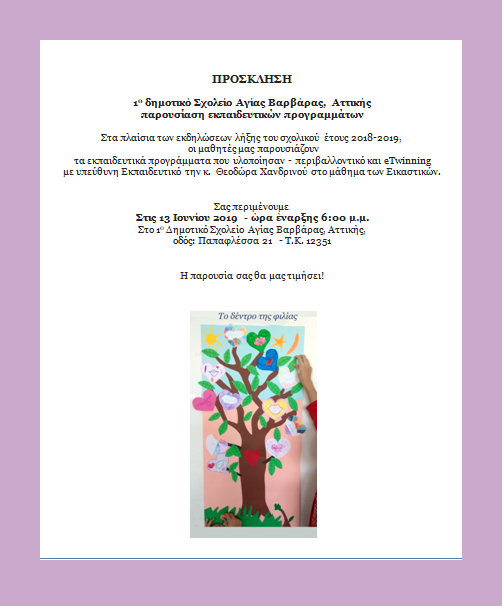 ΠΡΟΣΚΛΗΣΗ
1ο δημοτικό Σχολείο Αγίας Βαρβάρας, Αττικής
παρουσίαση εκπαιδευτικών προγραμμάτων
Στα πλαίσια των εκδηλώσεων λήξης του σχολικού έτους 2018-2019,
οι μαθητές μας παρουσιάζουν
τα εκπαιδευτικά προγράμματα που υλοποίησαν - περιβαλλοντικό και eTwinning
με υπεύθυνη Εκπαιδευτικό την κ. Θεοδώρα Χανδρινού στο μάθημα των Εικαστικών.
Σας περιμένουμε
Στις 13 Ιουνίου 2019 - ώρα έναρξης 6:00 μ.μ.
Στο 1ο Δημοτικό Σχολείο Αγίας Βαρβάρας, Αττικής,
οδός: Παπαφλέσσα 21 - Τ.Κ. 12351
Η παρουσία σας θα μας τιμήσει!
Το δέντρο της φιλίας